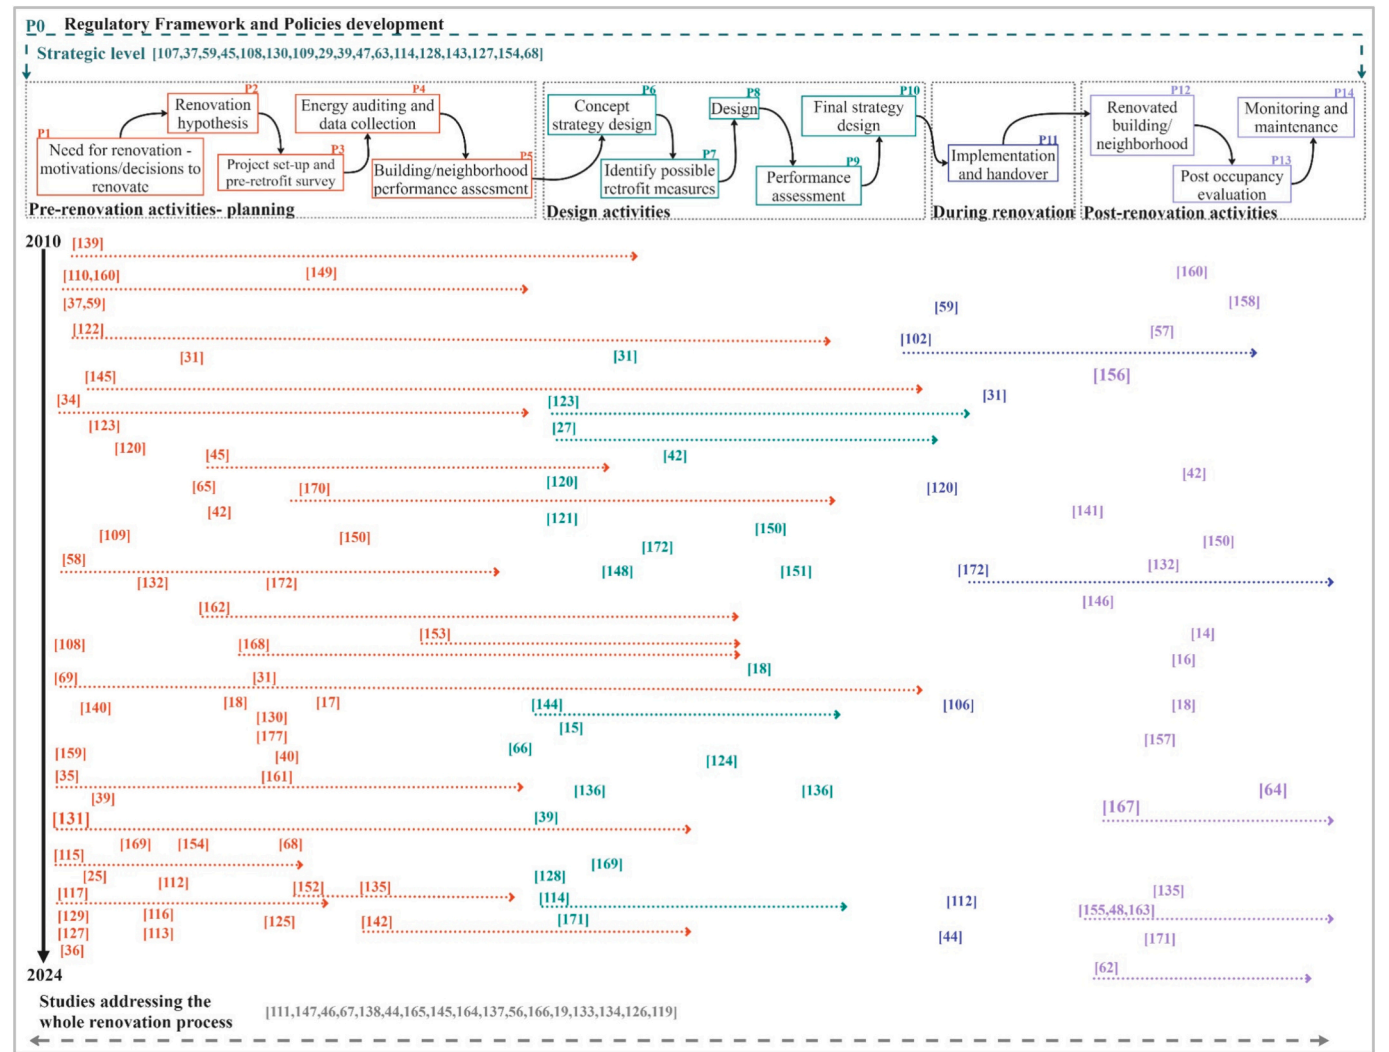 P0 Regulatory Framework and Policies development
Strategic level [107,37,59,45,108,130,109,29,39,47,63,114,128,143,127,154,68]
P1
Need for renovation -
motivations/decisions to
renovate
P2
Renovation
hypothesis
P3
Project set-up and
pre-retrofit survey
P4
Energy auditing and
data collection
P5
Building/neighborhood
performance assesment
Pre-renovation activities- planning
P6
Concept
strategy design
P7
Identify possible
retrofit measures
P8
Design
P9
Performance
assessment
P10
Final strategy
design
Design activities
P11
Implementation
and handover
During renovation
P12
Renovated
building/
neighborhood
P13
Post occupancy
evaluation
P14
Monitoring and
maintenance
Post-renovation activities
2010 [139]
[110,160] [149] [160]
[37,59] [59] [158]
[122] [102] [57]
[31] [31]
[145] [156]
[34] [123] [31]
[123] [27]
[120] [45] [42]
[65] [170] [120] [120] [42]
[42] [121] [141]
[109] [150] [150] [150]
[172]
[58] [148] [151] [172] [132]
[132] [172]
[162] [146]
[153] [14]
[108] [168]
[18] [16]
[69] [31]
[140] [18] [17] [144] [106] [18]
[130] [15]
[177] [66] [157]
[159] [40] [124]
[35] [161]
[39] [136] [136] [64]
[131] [39] [167]
[169] [154] [68]
[115] [169]
[25] [112] [128]
[117] [152] [135] [114] [112] [135]
[129] [116] [125] [142] [171] [155,48,163]
[127] [113] [44] [171]
[36]
2024 [62]
Studies addressing the
whole renovation process
[111,147,46,67,138,44,165,145,164,137,56,166,19,133,134,126,119]